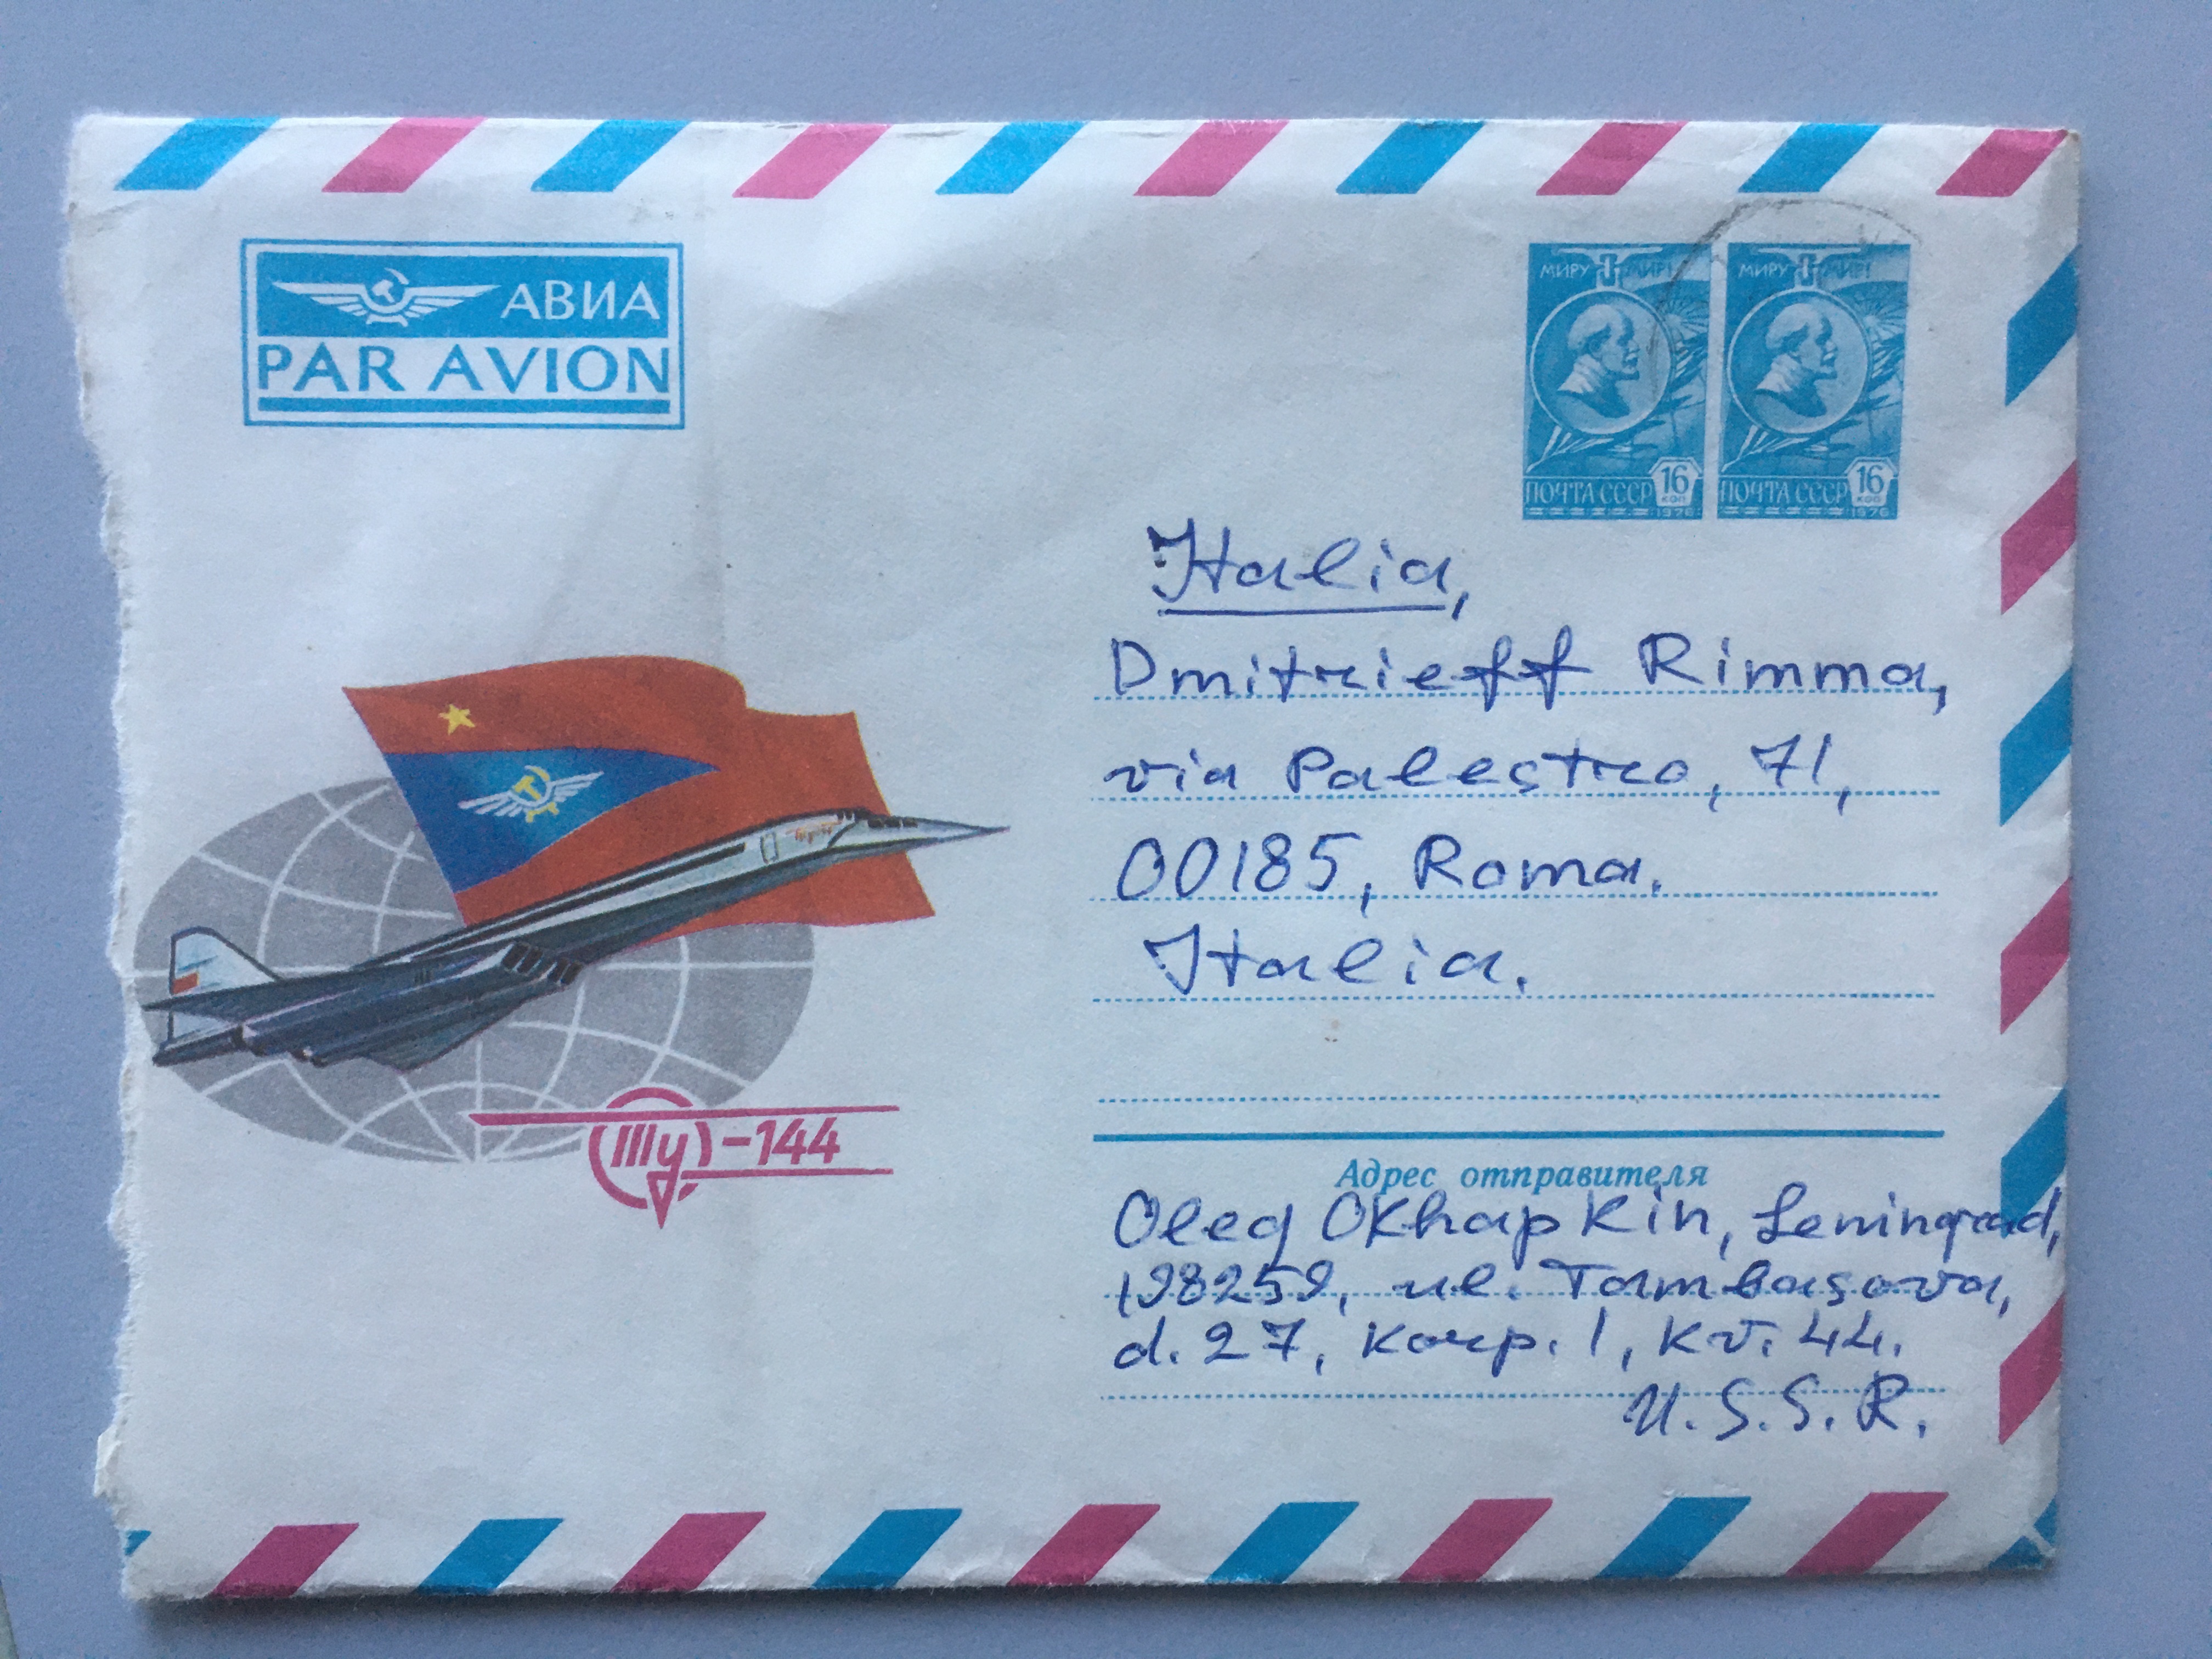 АВИА
PAR AVION
МИРУ МИР!
ПОЧТА СССР 16 КОП
1976
МИРУ МИР!
ПОЧТА СССР 16 КОП
1976
Italia,
Dmitrieff Rimma,
via Palestro, 71,
00185, Roma.
Italia.
Ту-144
Адрес отправителя
Oleg Okhapkin, Leningrad,
198259, ul. Tambasova,
d. 27, korp. 1, kv. 44.
U.S.S.R.